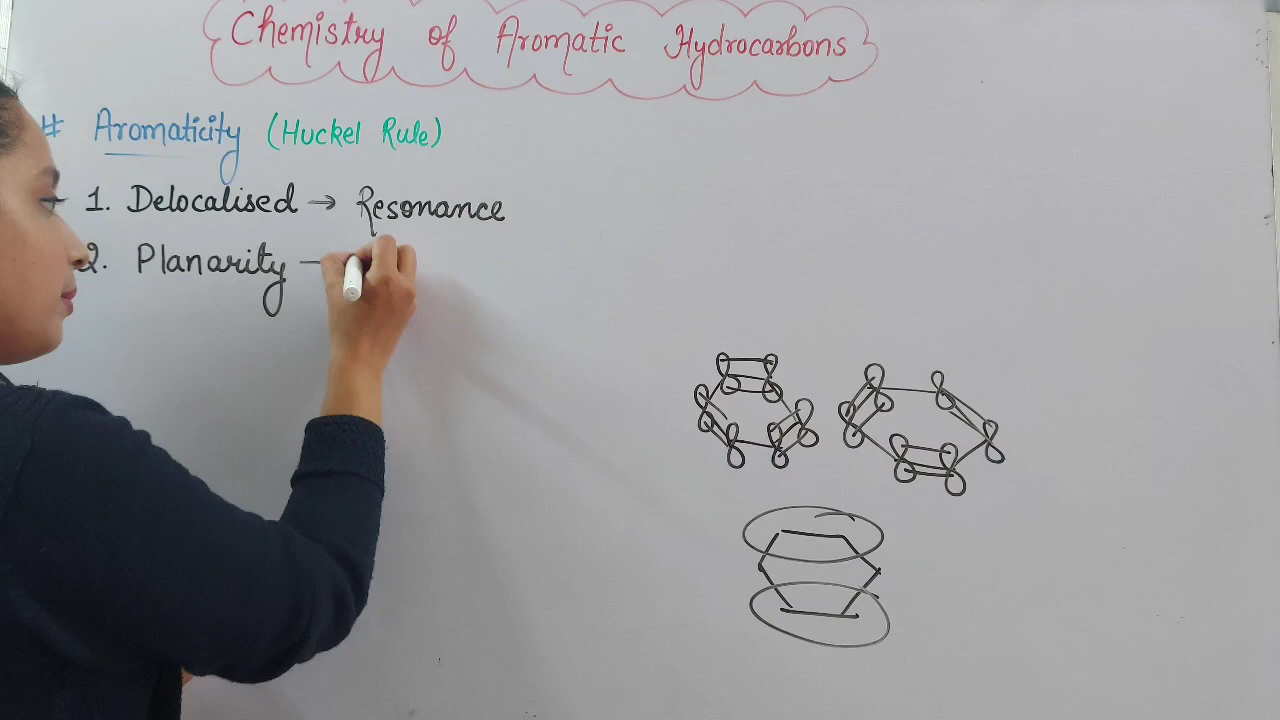 Chemistry of Aromatic Hydrocarbons
# Aromaticity (Huckel Rule)
1. Delocalised → Resonance
2. Planarity —